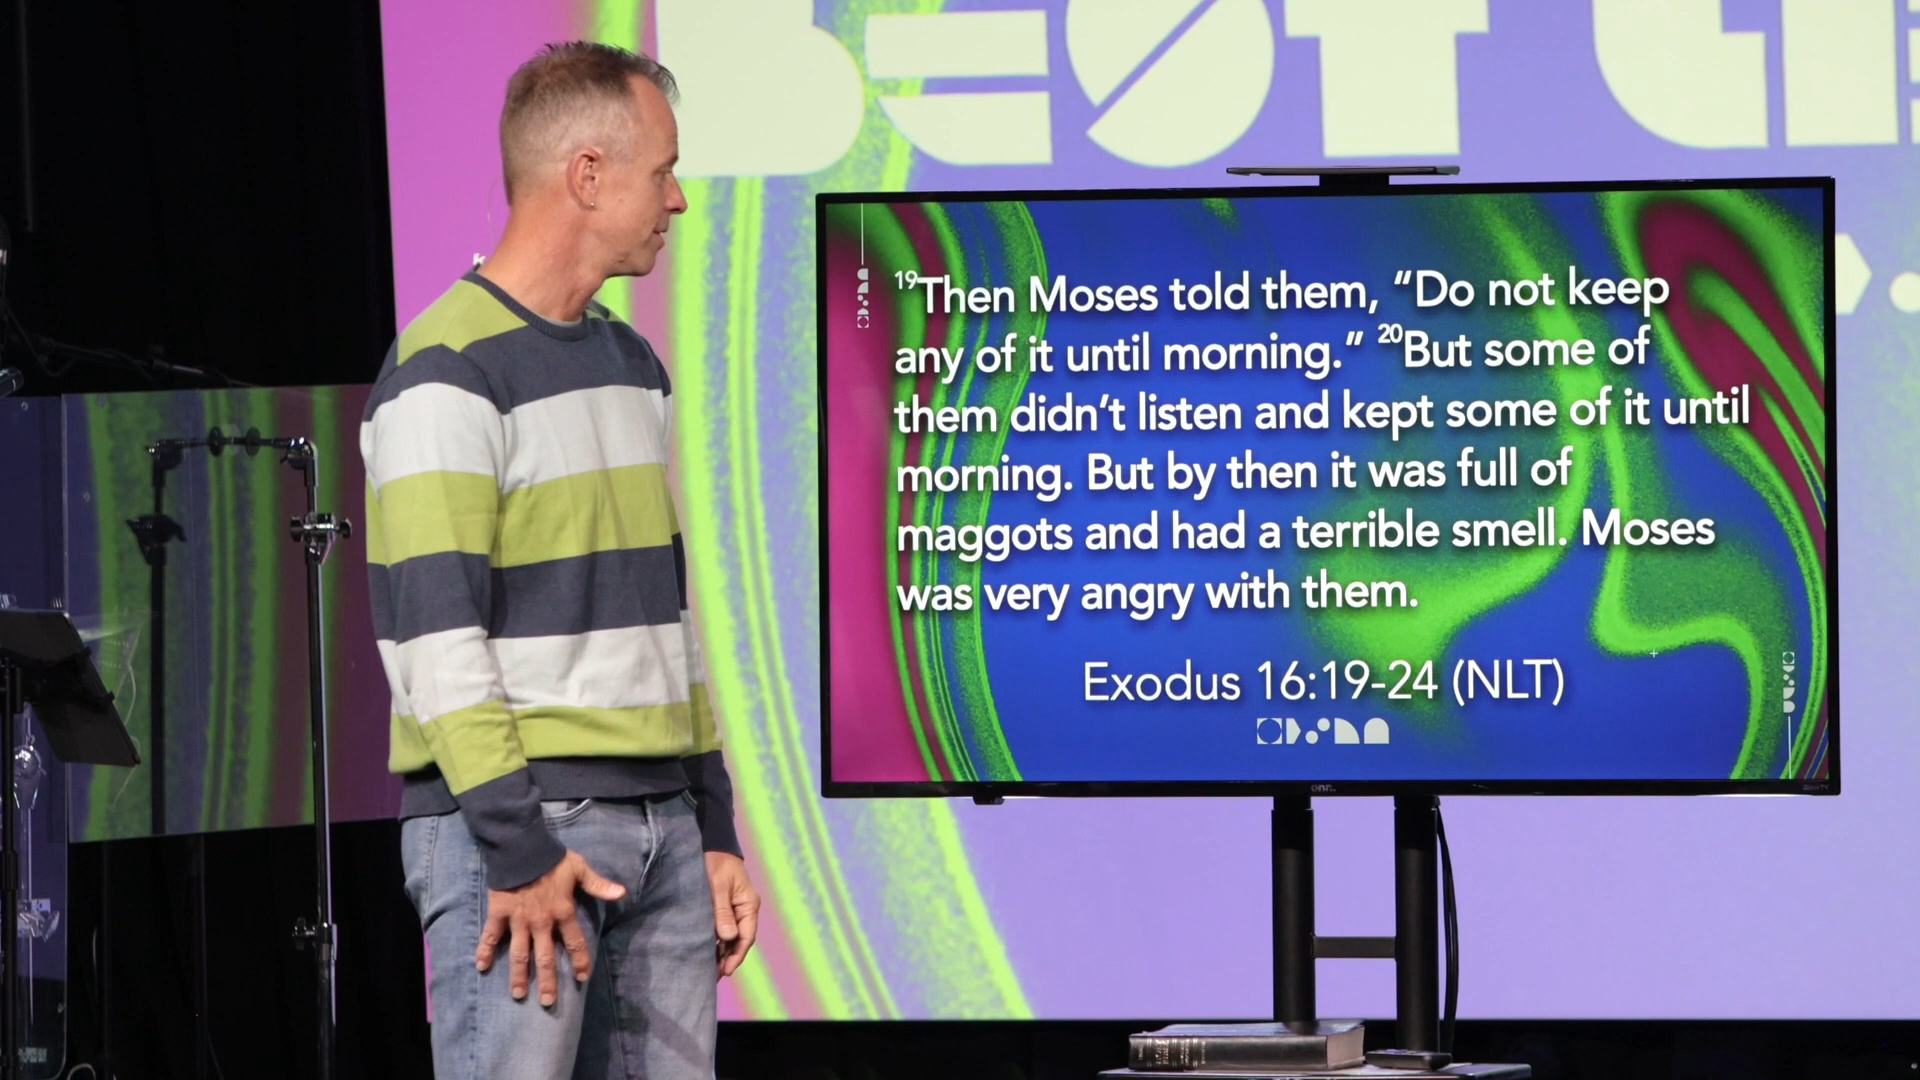 BEST
¹⁹Then Moses told them, “Do not keep
any of it until morning.” ²⁰But some of
them didn’t listen and kept some of it until
morning. But by then it was full of
maggots and had a terrible smell. Moses
was very angry with them.
Exodus 16:19-24 (NLT)
onn.